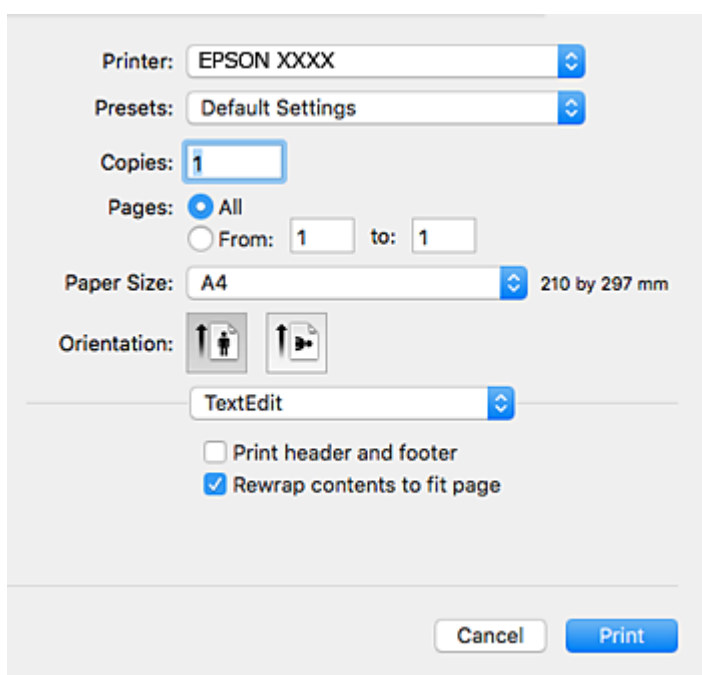 Printer: EPSON XXXX
Presets: Default Settings
Copies: 1
Pages: All
From: 1 to: 1
Paper Size: A4 210 by 297 mm
Orientation:
TextEdit
Print header and footer
Rewrap contents to fit page
Cancel Print